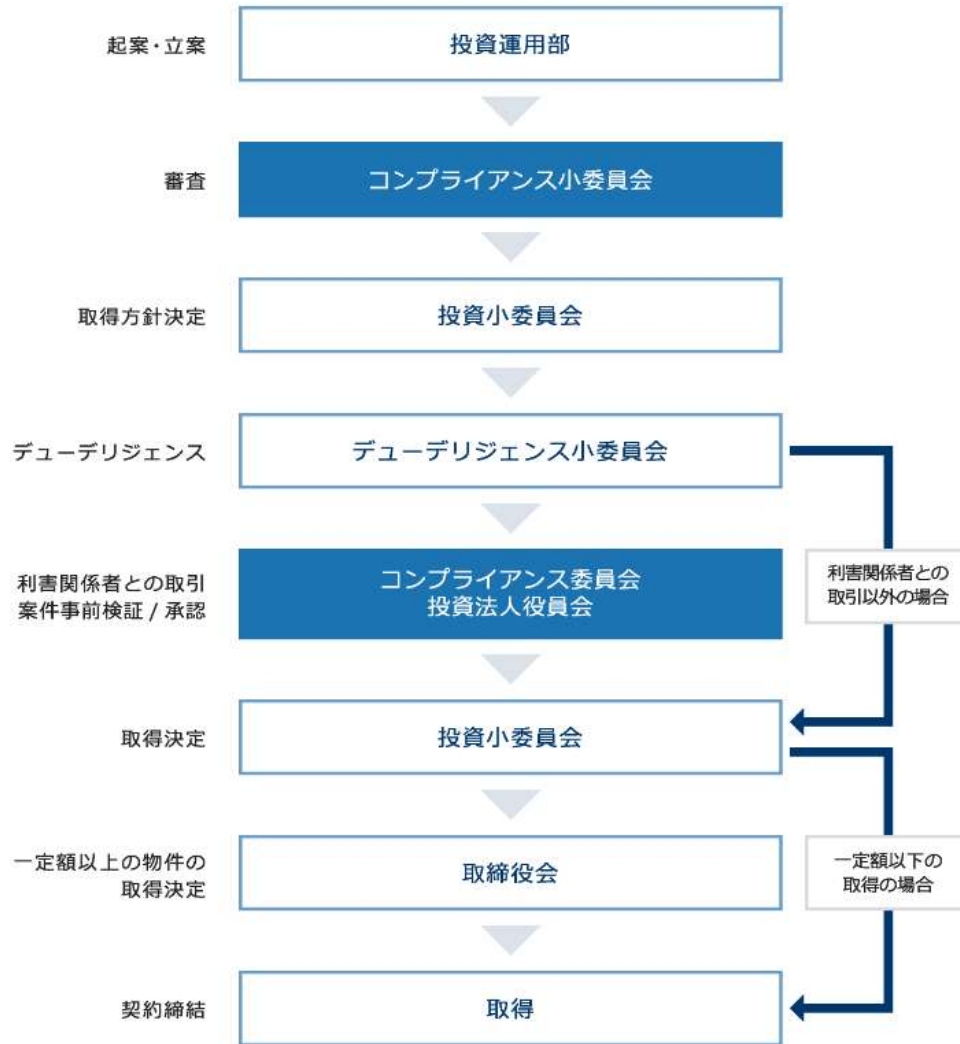 起案・立案
投資運用部
審査
コンプライアンス小委員会
取得方針決定
投資小委員会
デューデリジェンス
デューデリジェンス小委員会
利害関係者との取引
案件事前検証 / 承認
コンプライアンス委員会
投資法人役員会
利害関係者との
取引以外の場合
取得決定
投資小委員会
一定額以上の物件の
取得決定
取締役会
一定額以下の
取得の場合
契約締結
取得